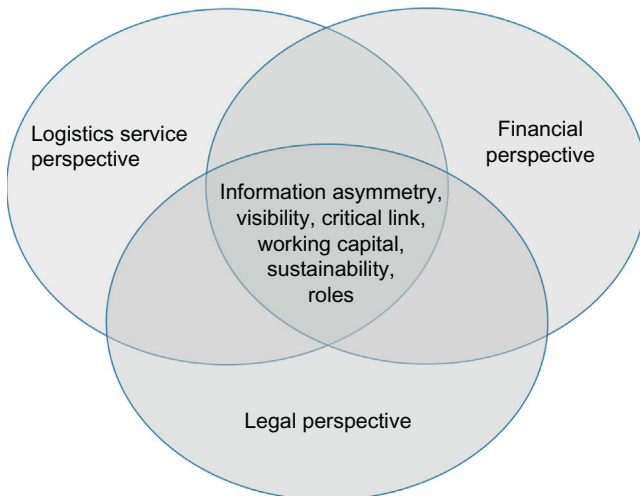 Logistics service
perspective
Financial
perspective
Information asymmetry,
visibility, critical link,
working capital,
sustainability,
roles
Legal perspective